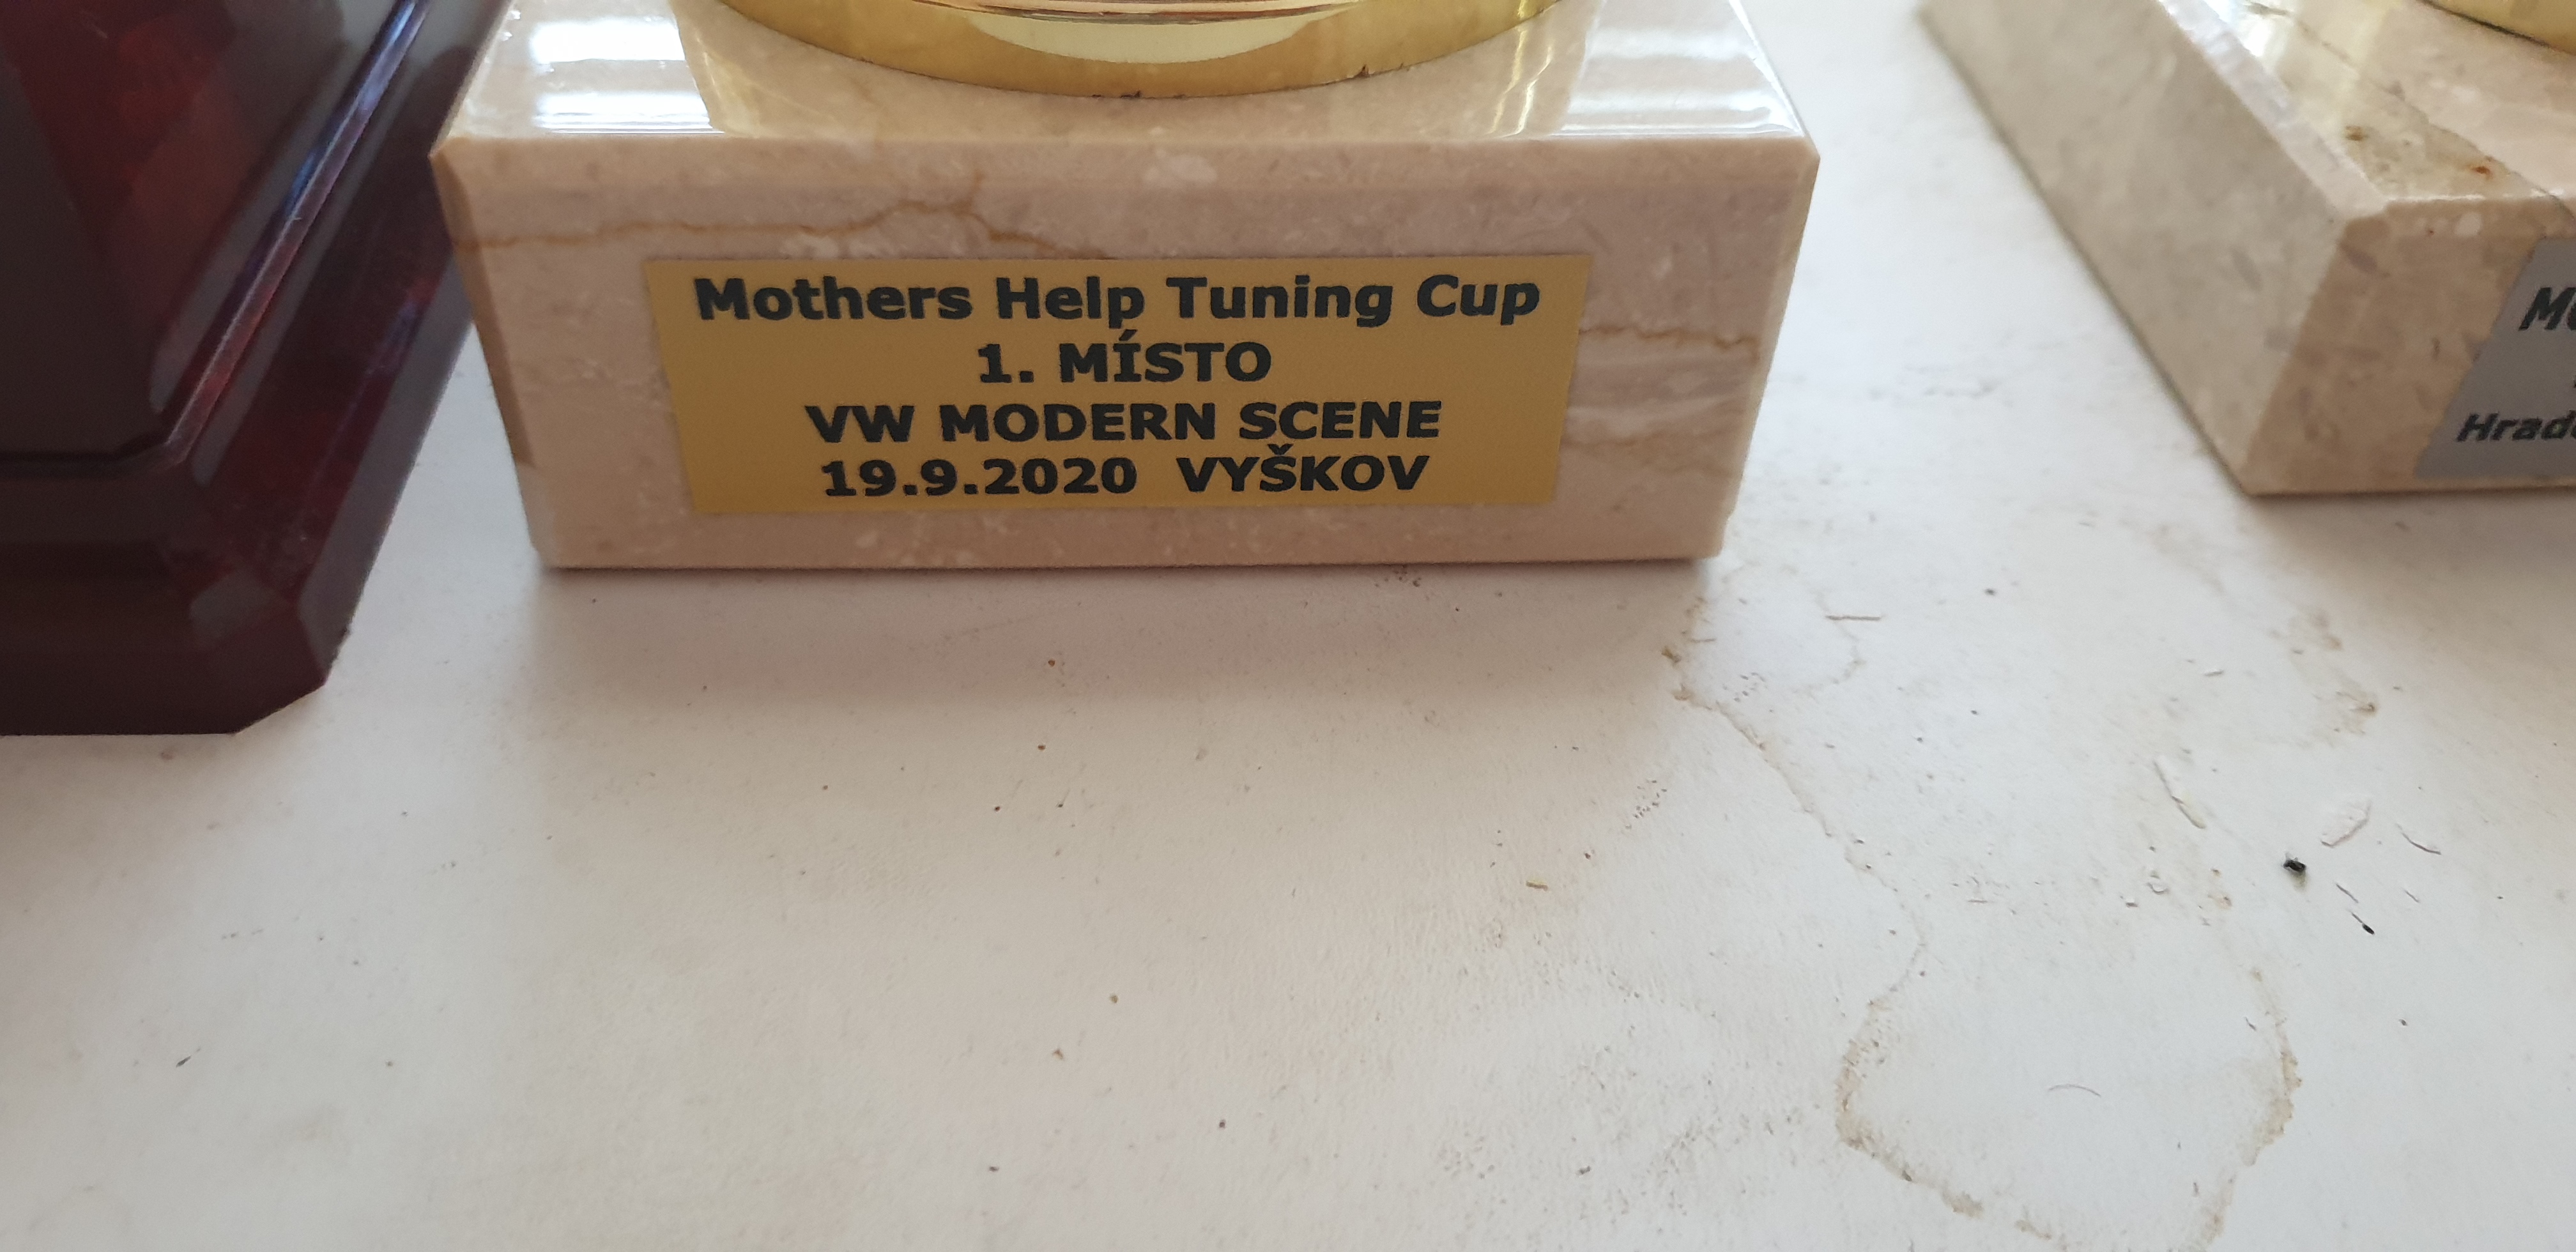 Mothers Help Tuning Cup
1. MÍSTO
VW MODERN SCENE
19.9.2020 VYŠKOV